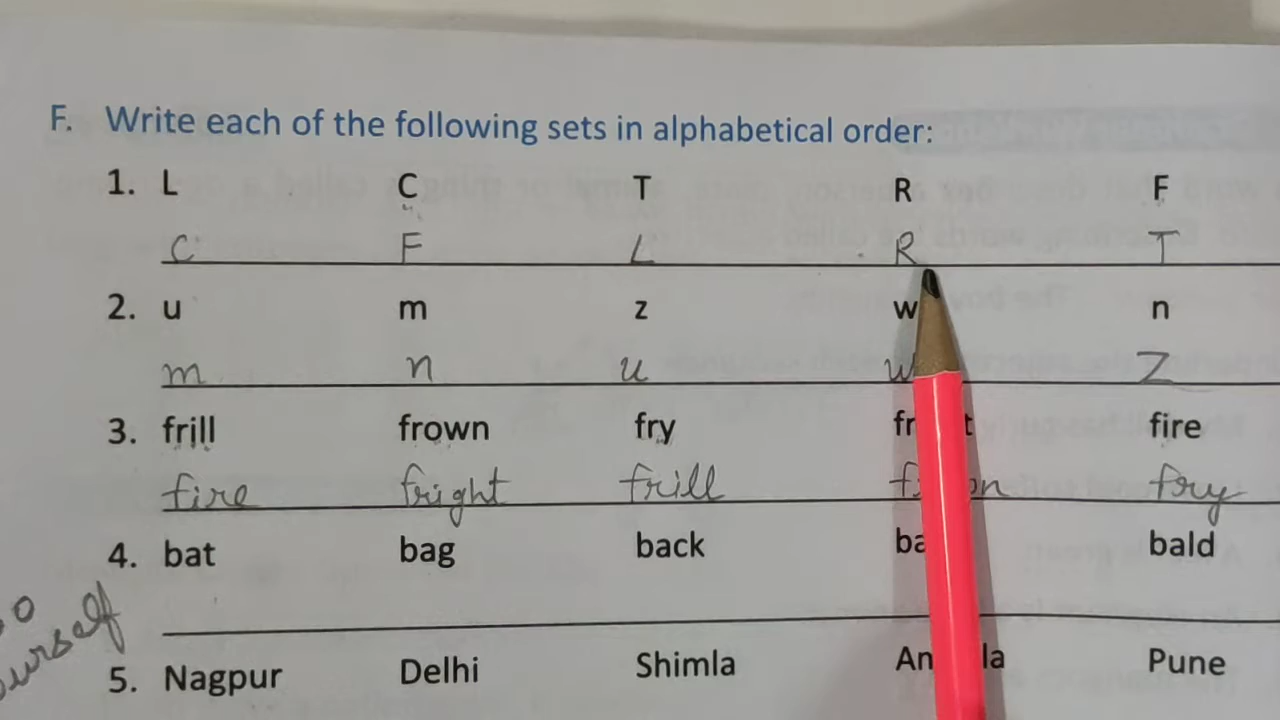 F. Write each of the following sets in alphabetical order:
1. L C T R F
C F L R T
2. u m z w n
m n u w z
3. frill frown fry fire
fire fright frill fry
4. bat bag back bald
yourself
5. Nagpur Delhi Shimla Pune